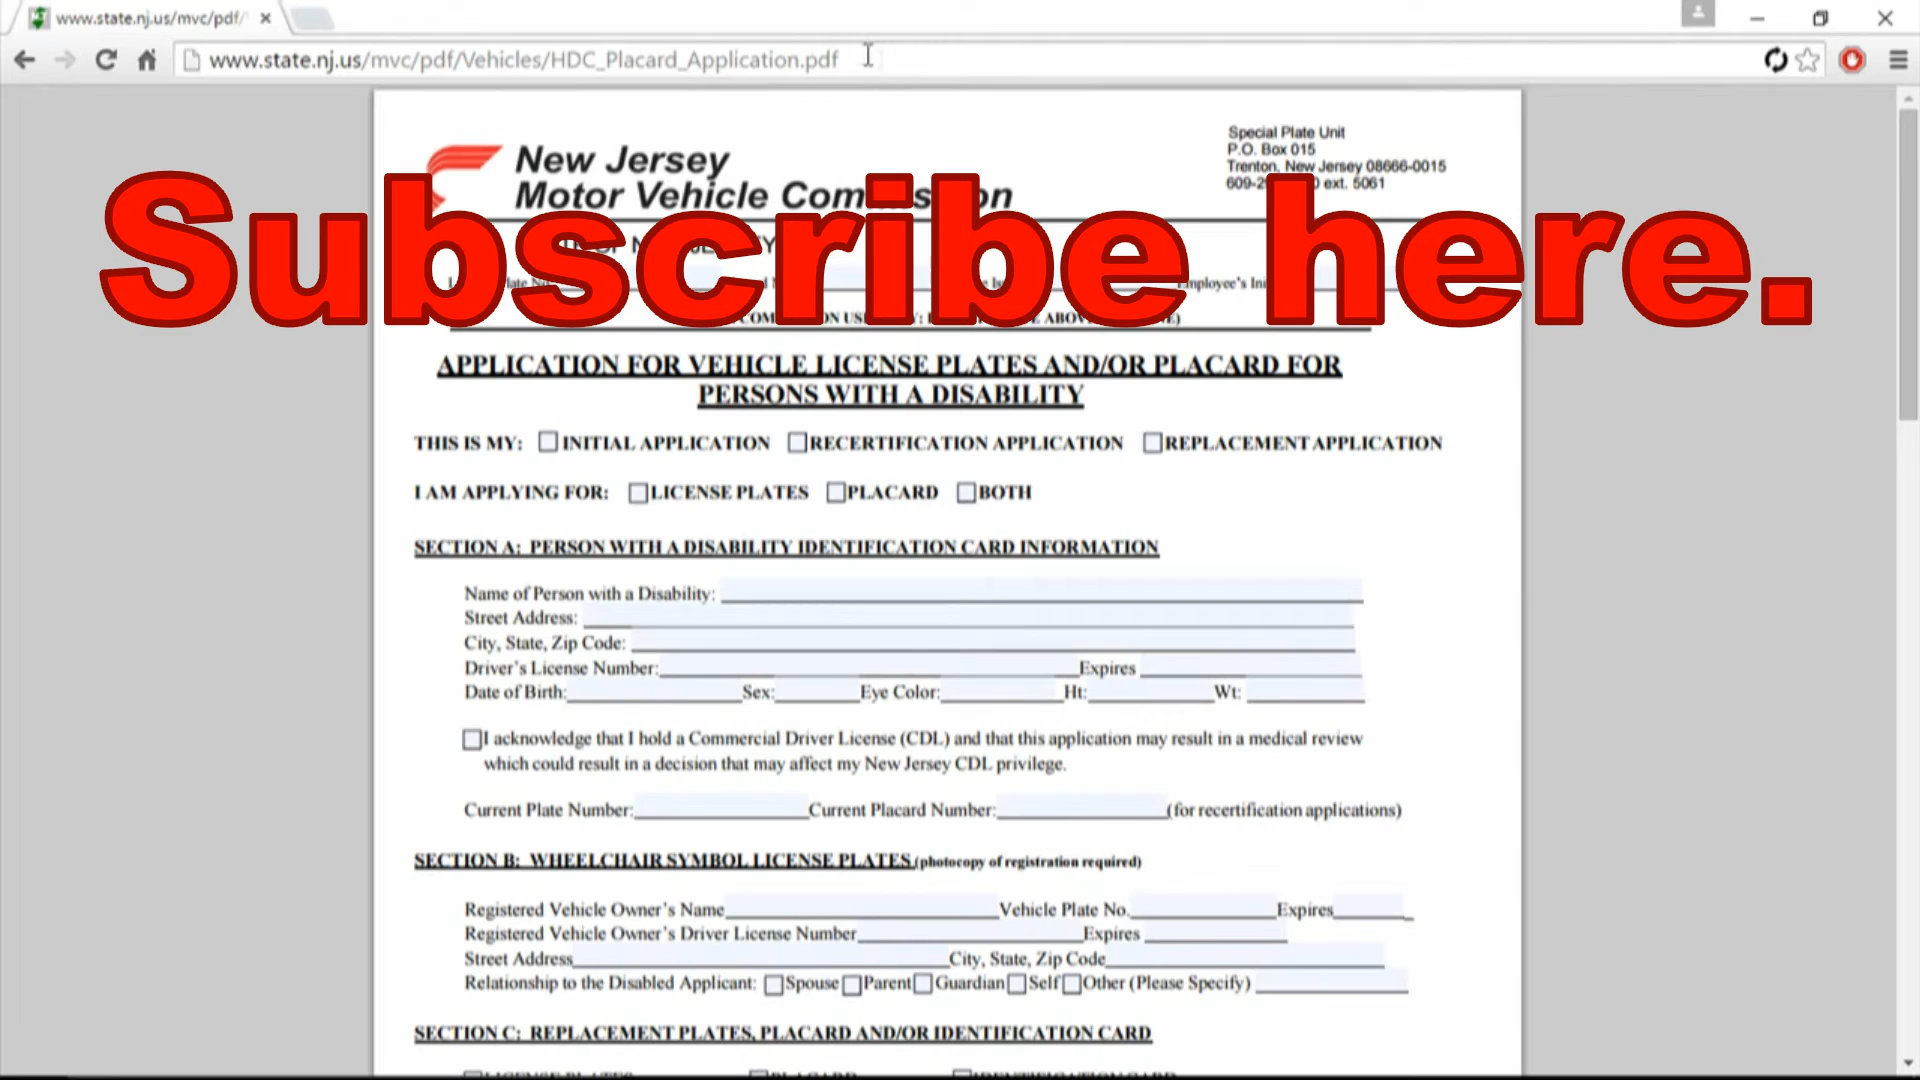 www.state.nj.us/mvc/pdf/
www.state.nj.us/mvc/pdf/Vehicles/HDC_Placard_Application.pdf
New Jersey
Motor Vehicle
Special Plate Unit
P.O. Box 015
Trenton, New Jersey 08666-0015
ext. 5061
Subscribe here.
APPLICATION FOR VEHICLE LICENSE PLATES AND/OR PLACARD FOR
PERSONS WITH A DISABILITY
THIS IS MY: INITIAL APPLICATION RECERTIFICATION APPLICATION REPLACEMENT APPLICATION
I AM APPLYING FOR: LICENSE PLATES PLACARD BOTH
SECTION A: PERSON WITH A DISABILITY IDENTIFICATION CARD INFORMATION
Name of Person with a Disability:
Street Address:
City, State, Zip Code:
Driver's License Number: Expires
Date of Birth: Sex: Eye Color: Ht: Wt:
I acknowledge that I hold a Commercial Driver License (CDL) and that this application may result in a medical review
which could result in a decision that may affect my New Jersey CDL privilege.
Current Plate Number: Current Placard Number: (for recertification applications)
SECTION B: WHEELCHAIR SYMBOL LICENSE PLATES (photocopy of registration required)
Registered Vehicle Owner's Name Vehicle Plate No. Expires
Registered Vehicle Owner's Driver License Number Expires
Street Address City, State, Zip Code
Relationship to the Disabled Applicant: Spouse Parent Guardian Self Other (Please Specify)
SECTION C: REPLACEMENT PLATES, PLACARD AND/OR IDENTIFICATION CARD